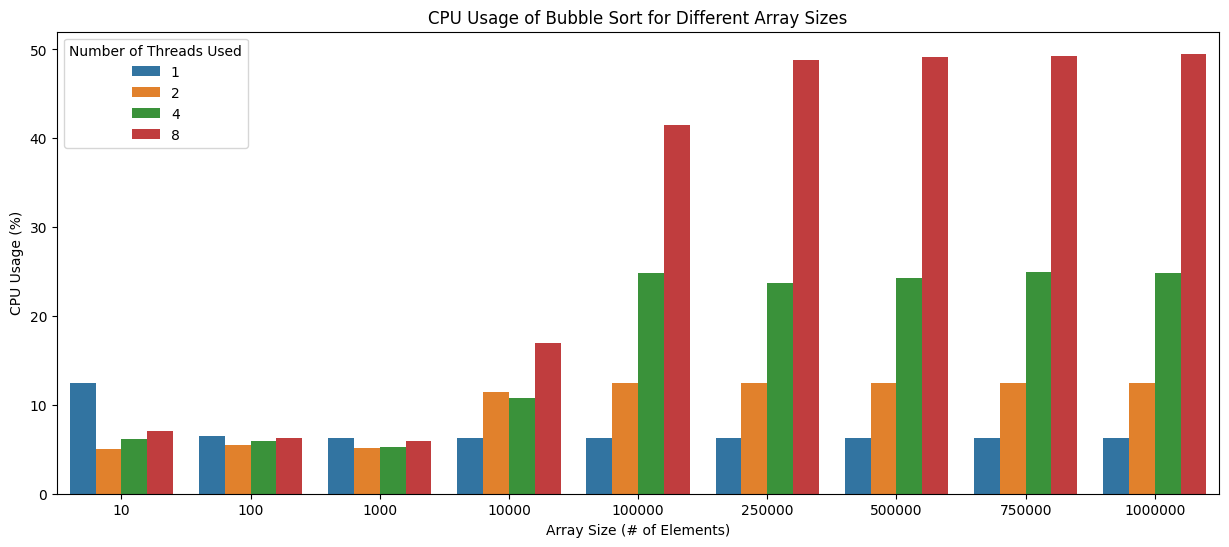 CPU Usage of Bubble Sort for Different Array Sizes
Number of Threads Used
1
2
4
8
CPU Usage (%)
50
40
30
20
10
0
10 100 1000 10000 100000 250000 500000 750000 1000000
Array Size (# of Elements)